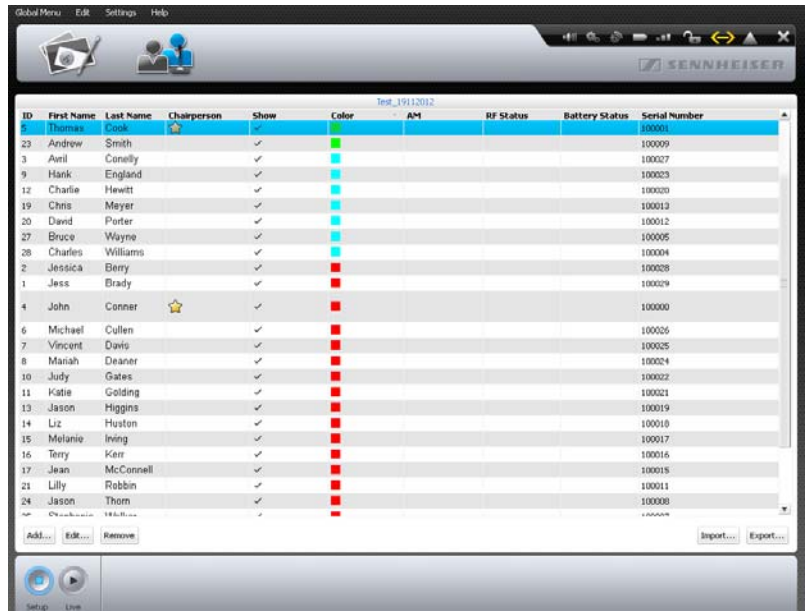 Global Menu Edit Settings Help
SENNHEISER
Test_19112012
ID First Name Last Name Chairperson Show Color AM RF Status Battery Status Serial Number
5 Thomas Cook 100001
23 Andrew Smith 100009
3 Avril Conelly 100027
9 Hank England 100023
12 Charlie Hewitt 100020
19 Chris Meyer 100013
20 David Porter 100012
27 Bruce Wayne 100005
28 Charles Williams 100004
2 Jessica Berry 100028
1 Jess Brady 100029
4 John Conner 100000
6 Michael Cullen 100026
7 Vincent Davis 100025
8 Mariah Deaner 100024
10 Judy Gates 100022
11 Katie Golding 100021
13 Jason Higgins 100019
14 Liz Huston 100018
15 Melanie Irving 100017
16 Terry Kerr 100016
17 Jean McConnell 100015
21 Lilly Robbin 100011
24 Jason Thorn 100008
Add... Edit... Remove Import... Export...
Setup Live